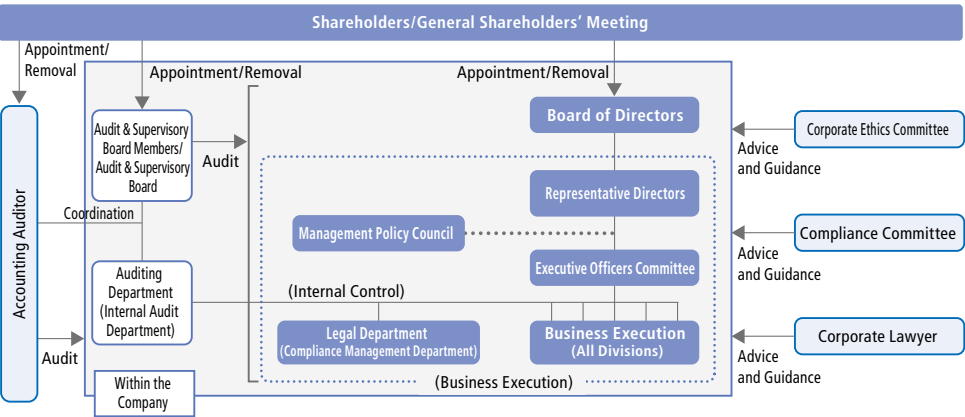 Shareholders/General Shareholders’ Meeting
Appointment/
Removal
Appointment/Removal
Appointment/Removal
Accounting Auditor
Audit & Supervisory
Board Members/
Audit & Supervisory
Board
Audit
Board of Directors
Corporate Ethics Committee
Advice
and Guidance
Representative Directors
Coordination
Management Policy Council
Compliance Committee
Advice
and Guidance
Executive Officers Committee
Auditing
Department
(Internal Audit
Department)
(Internal Control)
Legal Department
(Compliance Management Department)
Business Execution
(All Divisions)
Corporate Lawyer
Advice
and Guidance
Audit
(Business Execution)
Within the
Company